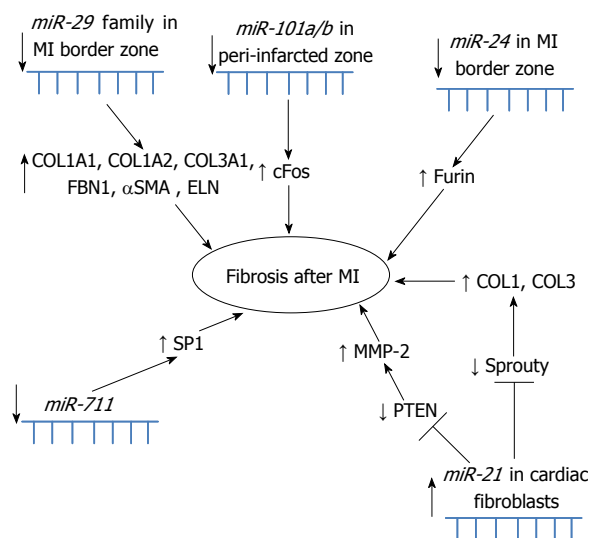 ↓ miR-29 family in
MI border zone
↓ miR-101a/b in
peri-infarcted zone
↓ miR-24 in MI
border zone
↑ COL1A1, COL1A2, COL3A1,
FBN1, αSMA , ELN
↑ cFos
↑ Furin
Fibrosis after MI
↑ COL1, COL3
↑ SP1
↑ MMP-2
↓ Sprouty
↓ miR-711
↓ PTEN
↑ miR-21 in cardiac
fibroblasts